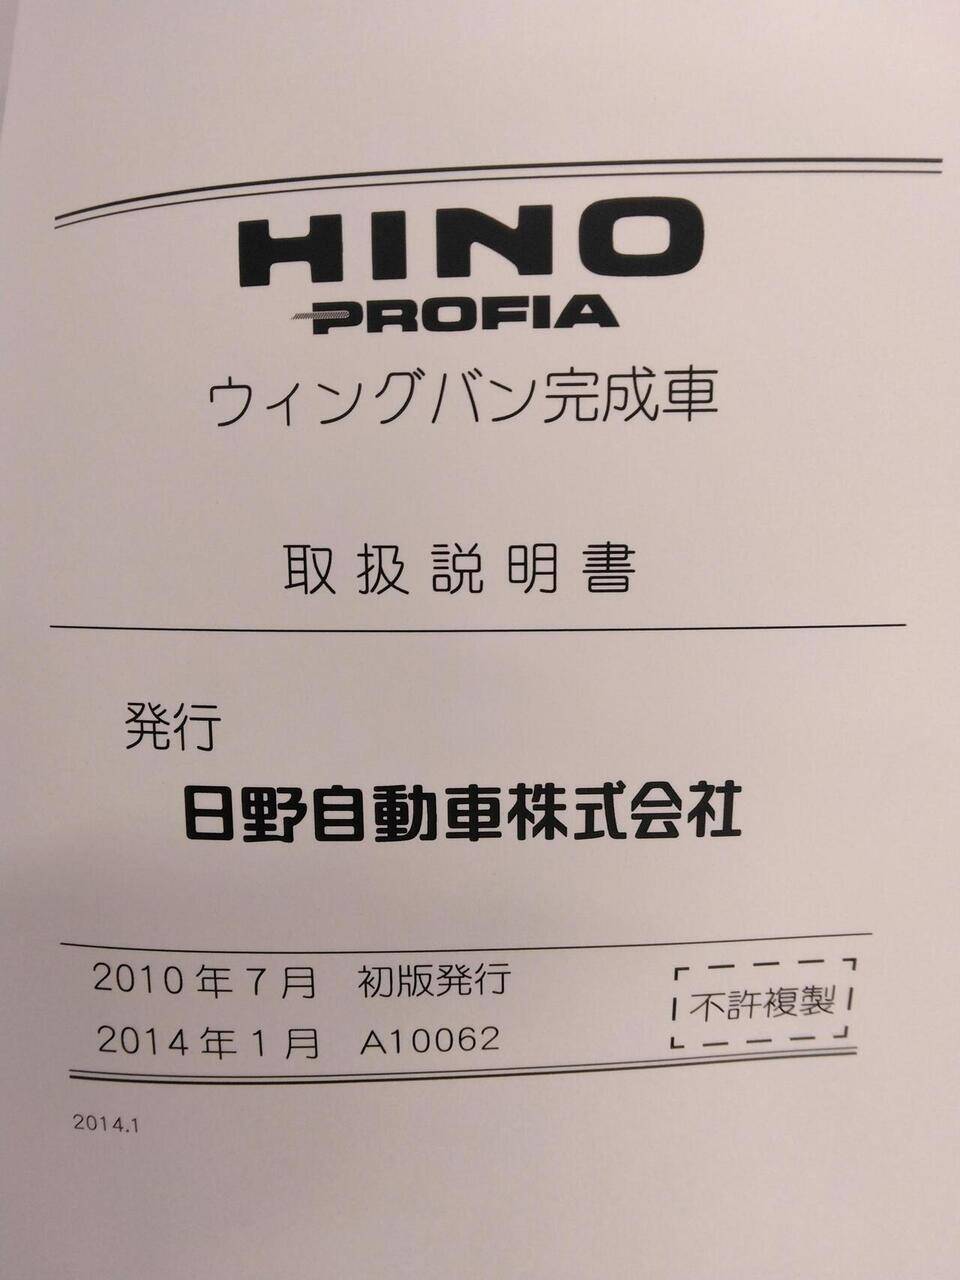 HINO
PROFIA
ウィングバン完成車
取扱説明書
発行
日野自動車株式会社
2010年7月 初版発行
2014年1月 A10062
不許複製
2014.1